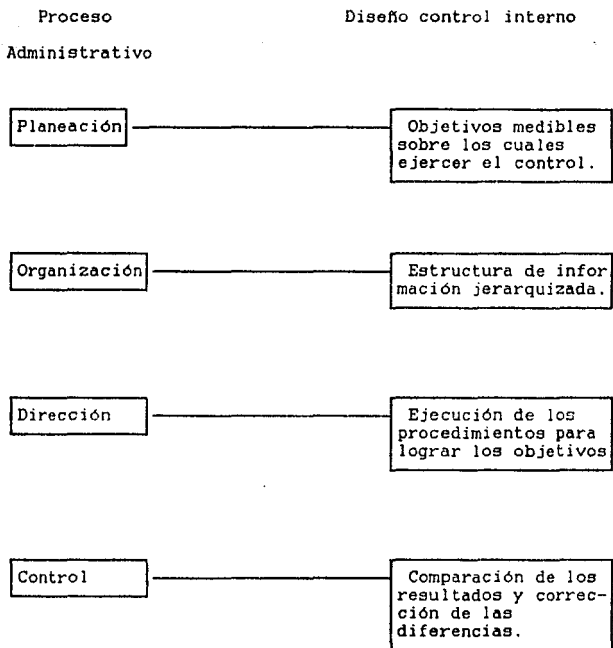 Proceso Diseño control interno
Administrativo
Planeación
Objetivos medibles
sobre los cuales
ejercer el control.
Organización
Estructura de infor
mación jerarquizada.
Dirección
Ejecución de los
procedimientos para
lograr los objetivos
Control
Comparación de los
resultados y correc-
ción de las
diferencias.